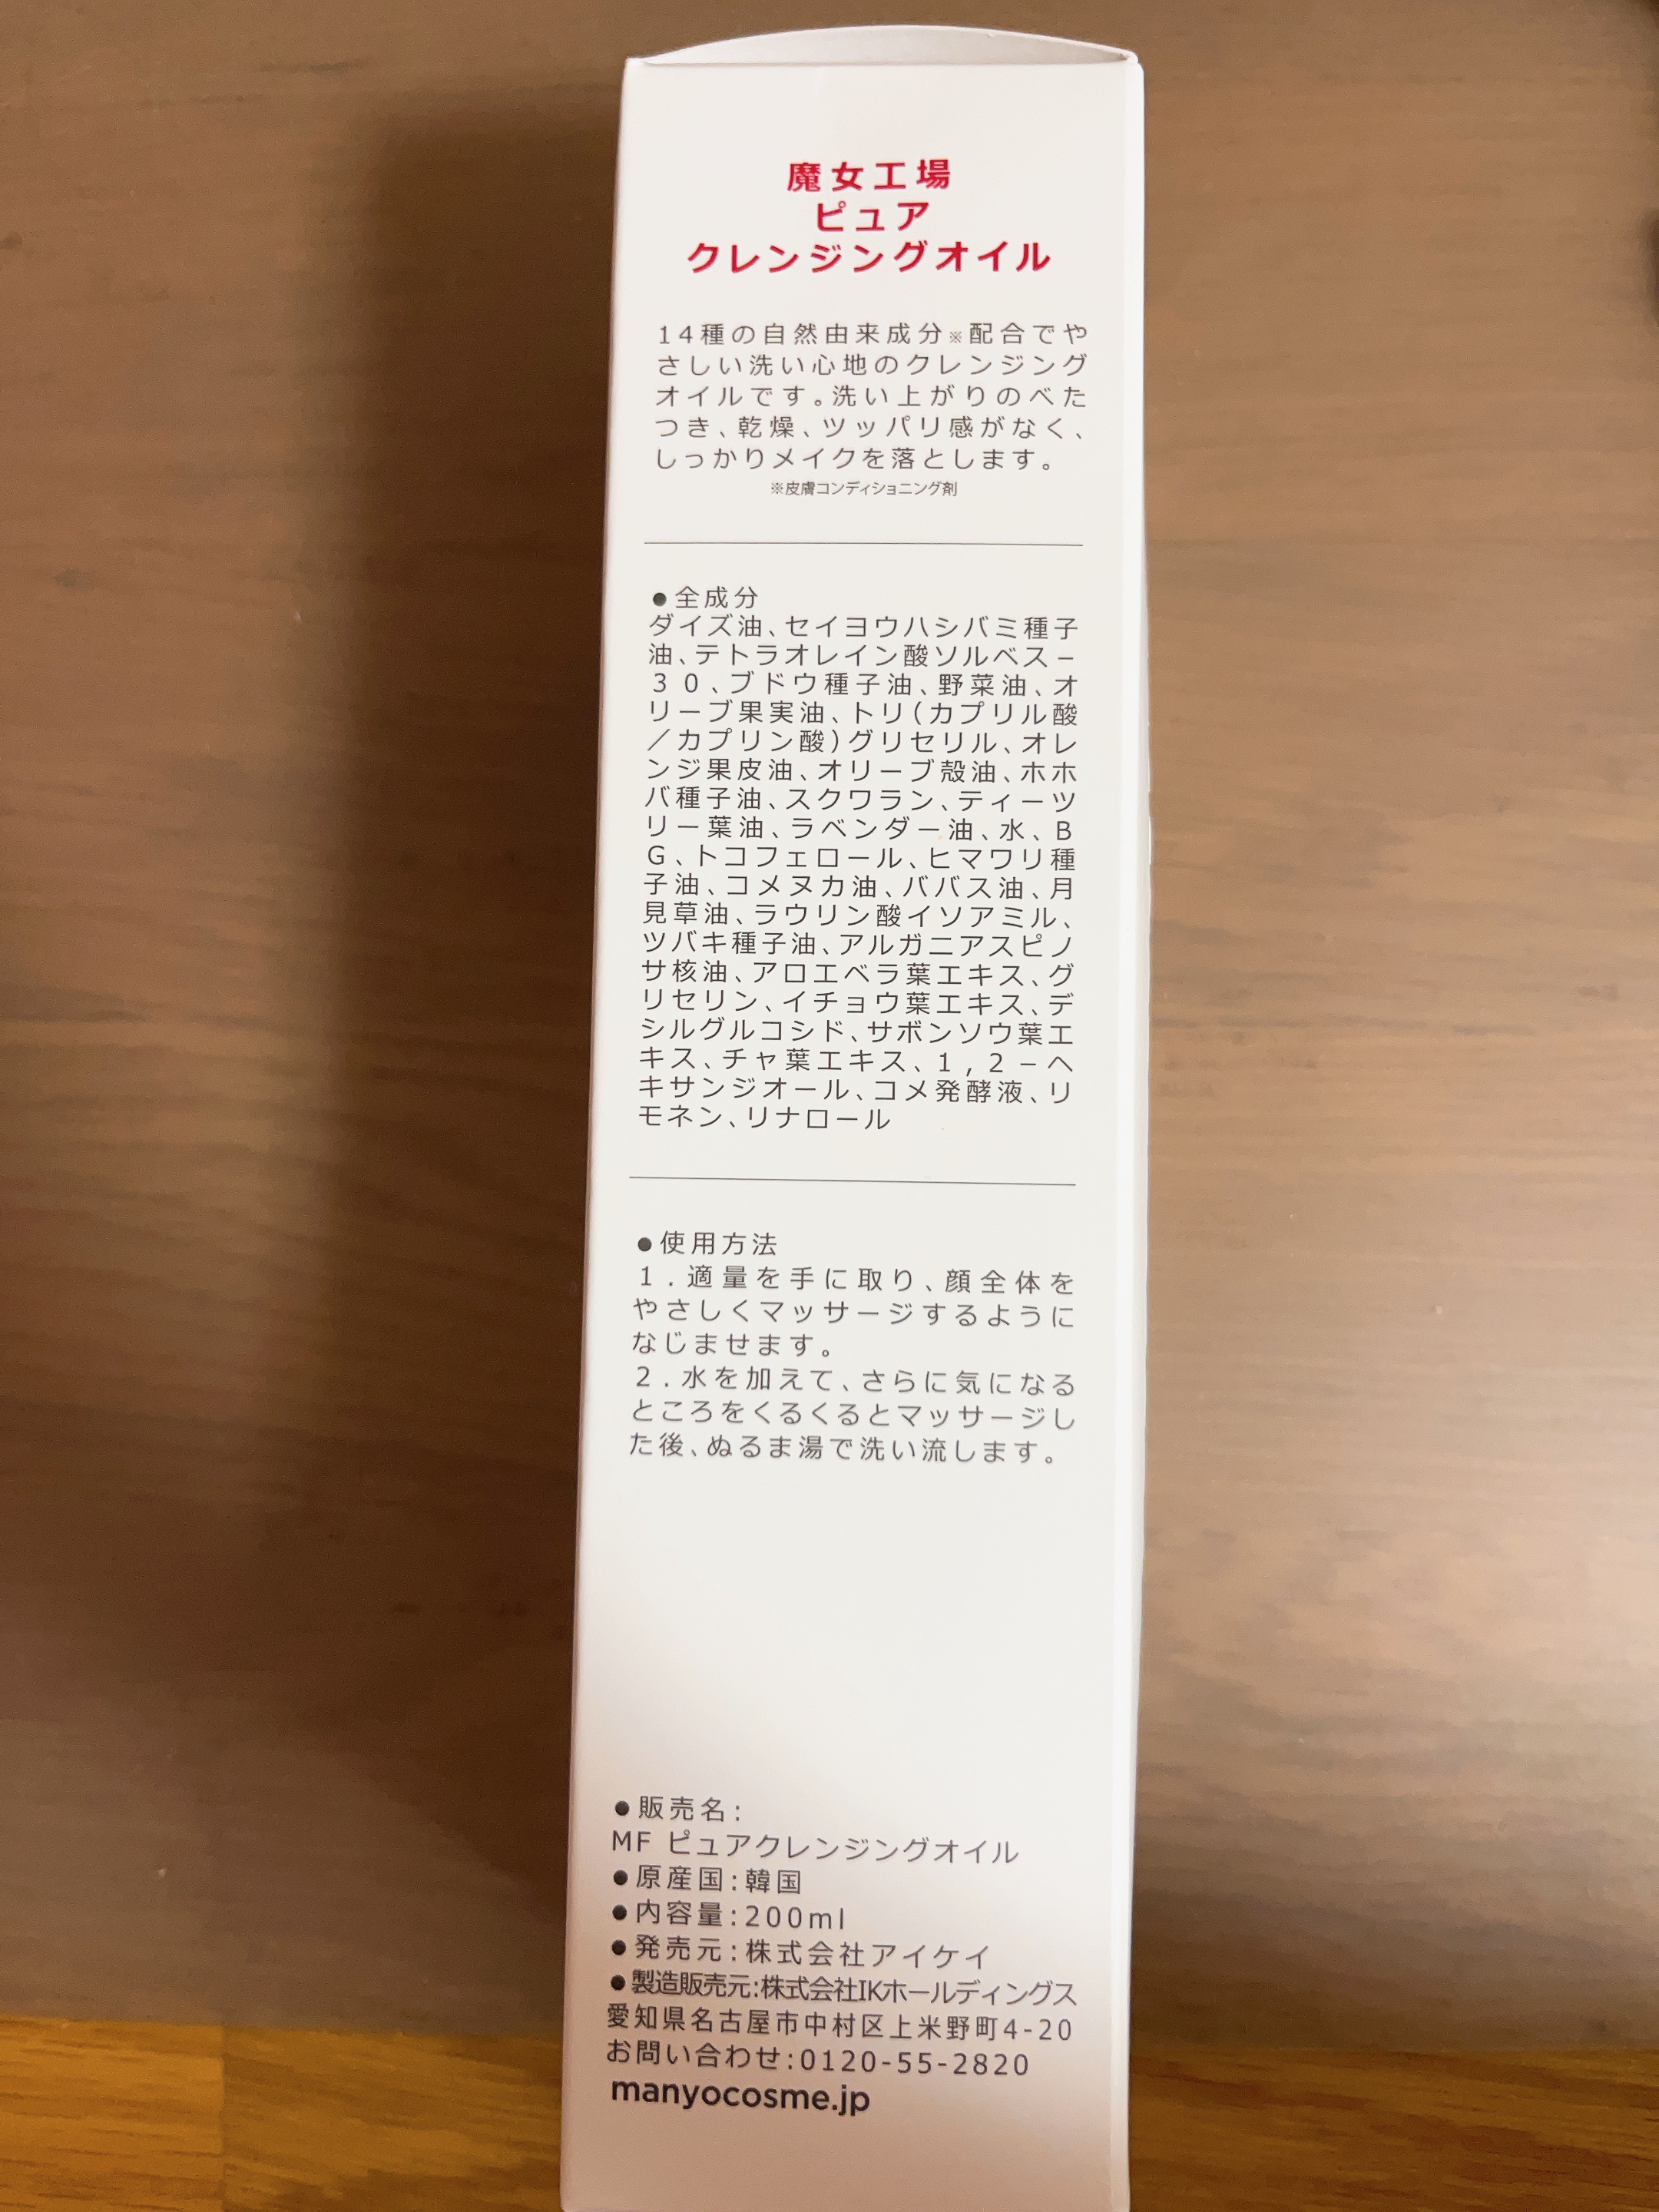 魔女工場
ピュア
クレンジングオイル
14種の自然由来成分※配合でや
さしい洗い心地のクレンジング
オイルです。洗い上がりのべた
つき、乾燥、ツッパリ感がなく、
しっかりメイクを落とします。
※皮膚コンディショニング剤
●全成分
ダイズ油、セイヨウハシバミ種子
油、テトラオレイン酸ソルベス－
３０、ブドウ種子油、野菜油、オ
リーブ果実油、トリ（カプリル酸
／カプリン酸）グリセリル、オレ
ンジ果皮油、オリーブ殻油、ホホ
バ種子油、スクワラン、ティーツ
リー葉油、ラベンダー油、水、Ｂ
Ｇ、トコフェロール、ヒマワリ種
子油、コメヌカ油、ババス油、月
見草油、ラウリン酸イソアミル、
ツバキ種子油、アルガニアスピノ
サ核油、アロエベラ葉エキス、グ
リセリン、イチョウ葉エキス、デ
シルグルコシド、サボンソウ葉エ
キス、チャ葉エキス、１，２－ヘ
キサンジオール、コメ発酵液、リ
モネン、リナロール
●使用方法
１．適量を手に取り、顔全体を
やさしくマッサージするように
なじませます。
２．水を加えて、さらに気になる
ところをくるくるとマッサージし
た後、ぬるま湯で洗い流します。
●販売名：
MF ピュアクレンジングオイル
●原産国：韓国
●内容量：200ml
●発売元：株式会社アイケイ
●製造販売元：株式会社IKホールディングス
愛知県名古屋市中村区上米野町4-20
お問い合わせ：0120-55-2820
manyocosme.jp